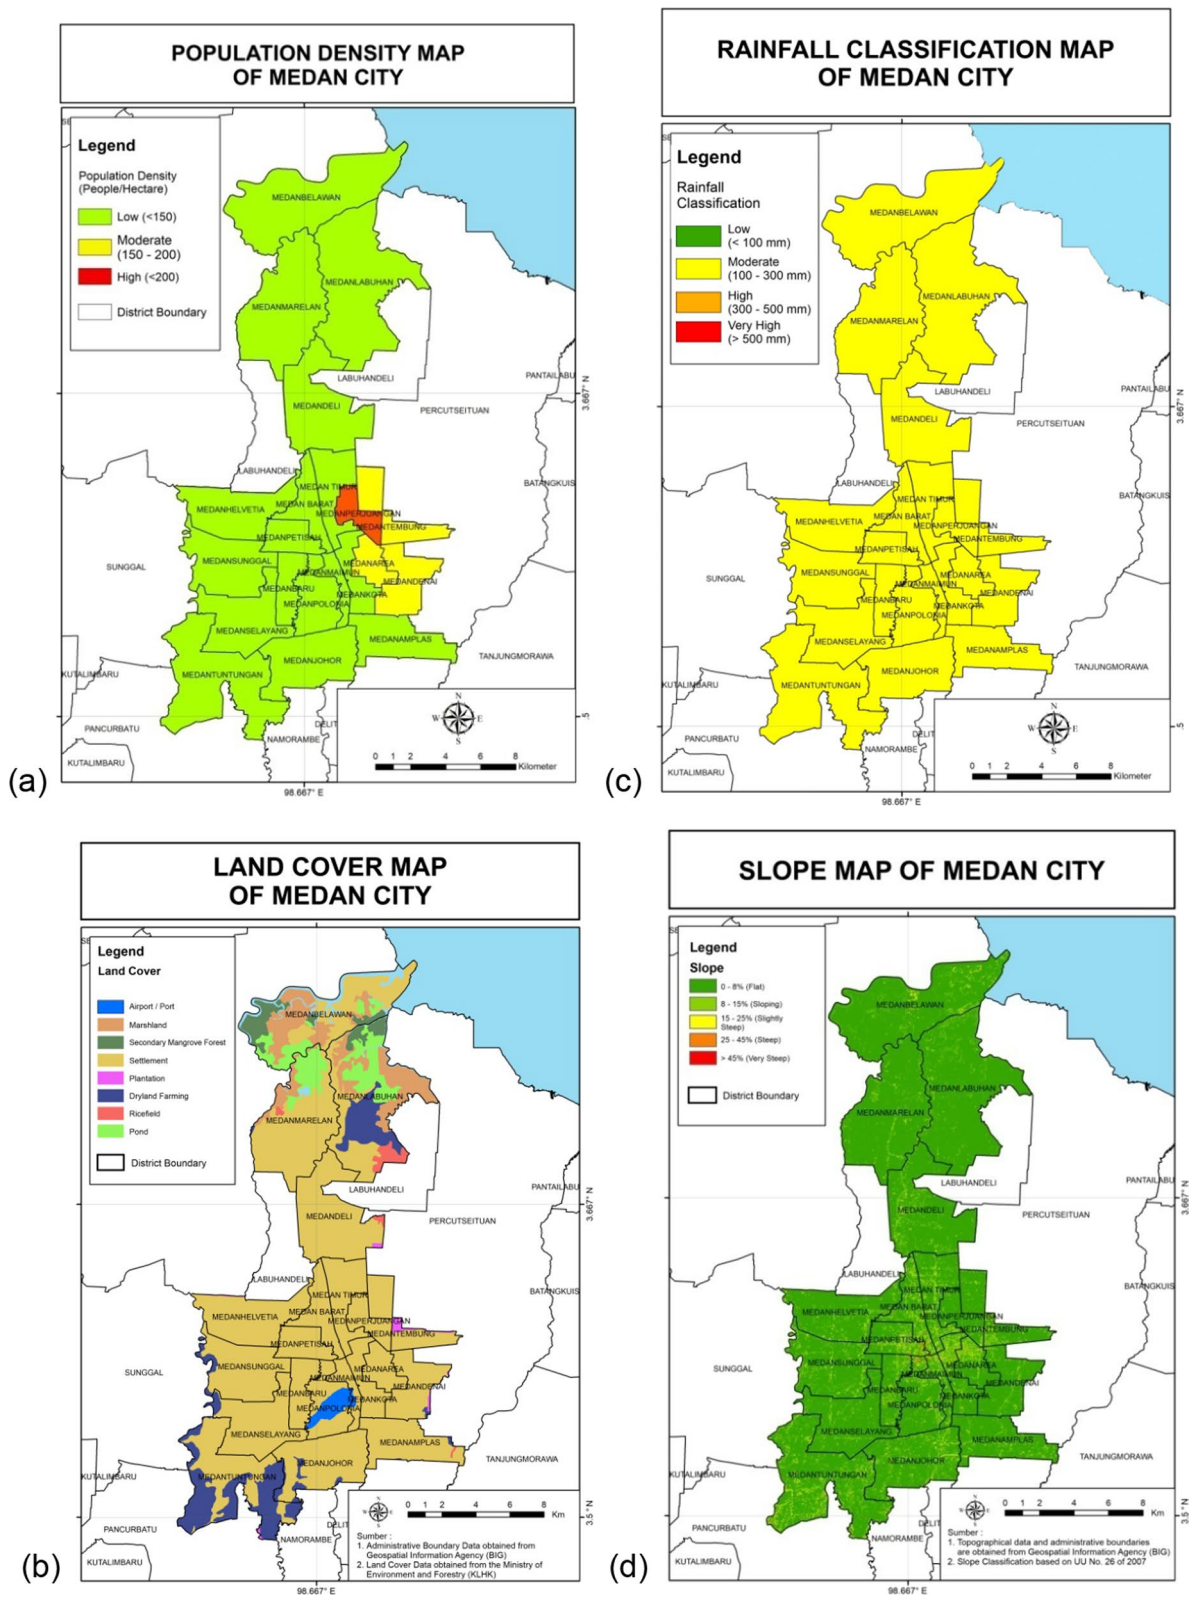 POPULATION DENSITY MAP
OF MEDAN CITY
Legend
Population Density
(People/Hectare)
Low (<150)
Moderate
(150 - 200)
High (<200)
District Boundary
MEDANBELAWAN
MEDANLABUHAN
MEDANMARELAN
LABUHANDELI
PANTAILABU
MEDANDELI
PERCUTSEITUAN
3.667° N
LABUHANDELI
BATANGKUIS
MEDAN TIMUR
MEDAN BARAT
MEDANHELVETIA
MEDANPERJUANGAN
MEDANTEMBUNG
MEDANPETISAH
MEDANSUNGGAL
MEDANAREA
SUNGGAL
MEDANMAIMUN
MEDANDENAI
MEDANBARU
MEDANKOTA
MEDANPOLONIA
MEDANSELAYANG
MEDANAMPLAS
TANJUNGMORAWA
MEDANJOHOR
KUTALIMBARU
MEDANTUNTUNGAN
PANCURBATU
DELIT
NAMORAMBE
KUTALIMBARU
N
W E
S
0 1 2 4 6 8
Kilometer
.5
98.667° E
(a)
RAINFALL CLASSIFICATION MAP
OF MEDAN CITY
Legend
Rainfall
Classification
Low
(< 100 mm)
Moderate
(100 - 300 mm)
High
(300 - 500 mm)
Very High
(> 500 mm)
MEDANBELAWAN
MEDANLABUHAN
MEDANMARELAN
LABUHANDELI
PANTAILABU
MEDANDELI
PERCUTSEITUAN
3.667° N
LABUHANDELI
BATANGKUIS
MEDAN TIMUR
MEDAN BARAT
MEDANHELVETIA
MEDANPERJUANGAN
MEDANTEMBUNG
MEDANPETISAH
MEDANSUNGGAL
MEDANAREA
SUNGGAL
MEDANMAIMUN
MEDANDENAI
MEDANBARU
MEDANKOTA
MEDANPOLONIA
MEDANSELAYANG
MEDANAMPLAS
TANJUNGMORAWA
MEDANJOHOR
KUTALIMBARU
MEDANTUNTUNGAN
PANCURBATU
DELIT
NAMORAMBE
KUTALIMBARU
N
W E
S
0 1 2 4 6 8
Kilometer
.5
98.667° E
(c)
LAND COVER MAP
OF MEDAN CITY
Legend
Land Cover
Airport / Port
Marshland
Secondary Mangrove Forest
Settlement
Plantation
Dryland Farming
Ricefield
Pond
District Boundary
MEDANBELAWAN
MEDANLABUHAN
MEDANMARELAN
LABUHANDELI
PANTAILABU
MEDANDELI
PERCUTSEITUAN
3.667° N
LABUHANDELI
BATANGKUIS
MEDAN TIMUR
MEDAN BARAT
MEDANHELVETIA
MEDANPERJUANGAN
MEDANTEMBUNG
MEDANPETISAH
MEDANSUNGGAL
MEDANAREA
SUNGGAL
MEDANMAIMUN
MEDANDENAI
MEDANBARU
MEDANKOTA
MEDANPOLONIA
MEDANSELAYANG
MEDANAMPLAS
TANJUNGMORAWA
MEDANJOHOR
KUTALIMBARU
MEDANTUNTUNGAN
PANCURBATU
DELIT
NAMORAMBE
KUTALIMBARU
0 1 2 4 6 8
Km
Sumber :
1. Administrative Boundary Data obtained from
Geospatial Information Agency (BIG)
2. Land Cover Data obtained from the Ministry of
Environment and Forestry (KLHK)
3.5° N
98.667° E
(b)
SLOPE MAP OF MEDAN CITY
Legend
Slope
0 - 8% (Flat)
8 - 15% (Sloping)
15 - 25% (Slightly
Steep)
25 - 45% (Steep)
> 45% (Very Steep)
District Boundary
MEDANBELAWAN
MEDANLABUHAN
MEDANMARELAN
LABUHANDELI
PANTAILABU
MEDANDELI
PERCUTSEITUAN
3.667° N
LABUHANDELI
BATANGKUIS
MEDAN TIMUR
MEDAN BARAT
MEDANHELVETIA
MEDANPERJUANGAN
MEDANTEMBUNG
MEDANPETISAH
MEDANSUNGGAL
MEDANAREA
SUNGGAL
MEDANMAIMUN
MEDANDENAI
MEDANBARU
MEDANKOTA
MEDANPOLONIA
MEDANSELAYANG
MEDANAMPLAS
TANJUNGMORAWA
MEDANJOHOR
KUTALIMBARU
MEDANTUNTUNGAN
PANCURBATU
DELIT
NAMORAMBE
KUTALIMBARU
0 1 2 4 6 8
Km
Sumber :
1. Topographical data and administrative boundaries
are obtained from Geospatial Information Agency (BIG)
2. Slope Classification based on UU No. 26 of 2007
3.5° N
98.667° E
(d)